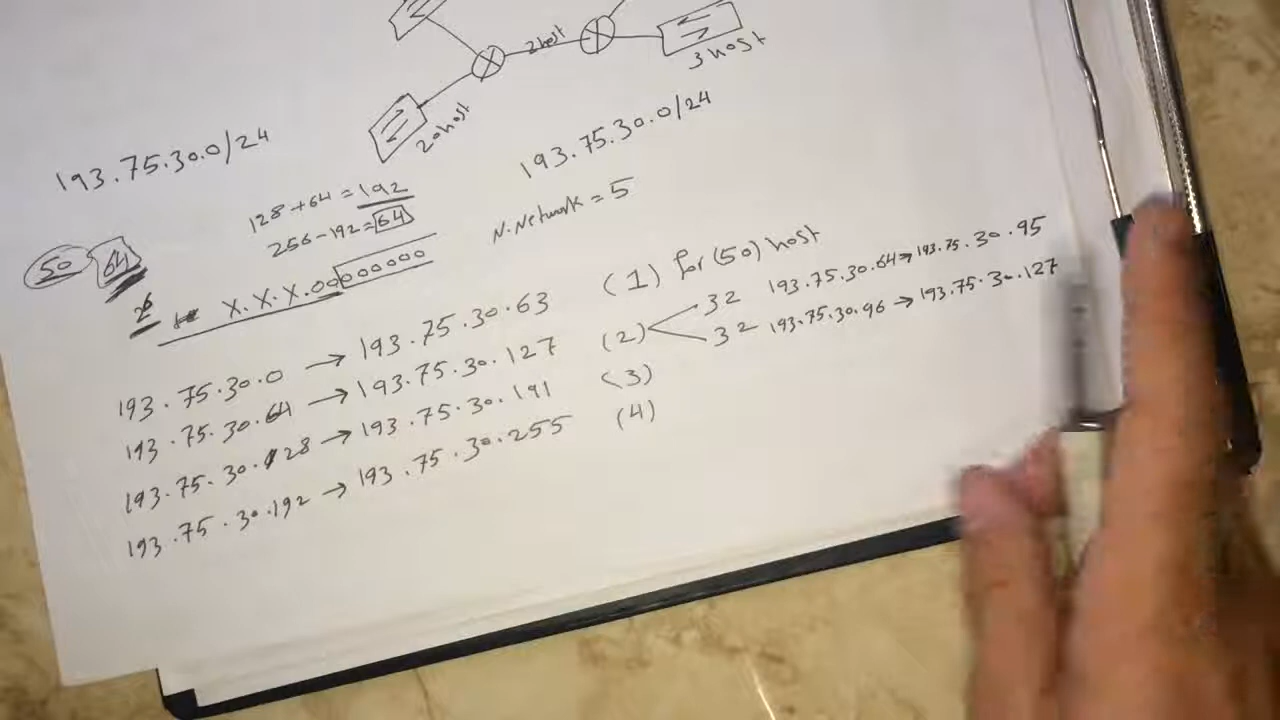 2host
3 host
20host
193.75.30.0/24
193.75.30.0/24
128+64=192
256-192=64
N.Network = 5
50 64
2⁶
X.X.X.00000000
(1) for (50) host
193.75.30.0 → 193.75.30.63
(2) 32 193.75.30.64→193.75.30.95
32 193.75.30.96 → 193.75.30.127
193.75.30.64 → 193.75.30.127
(3)
193.75.30.128 → 193.75.30.191
(4)
193.75.30.192 → 193.75.30.255